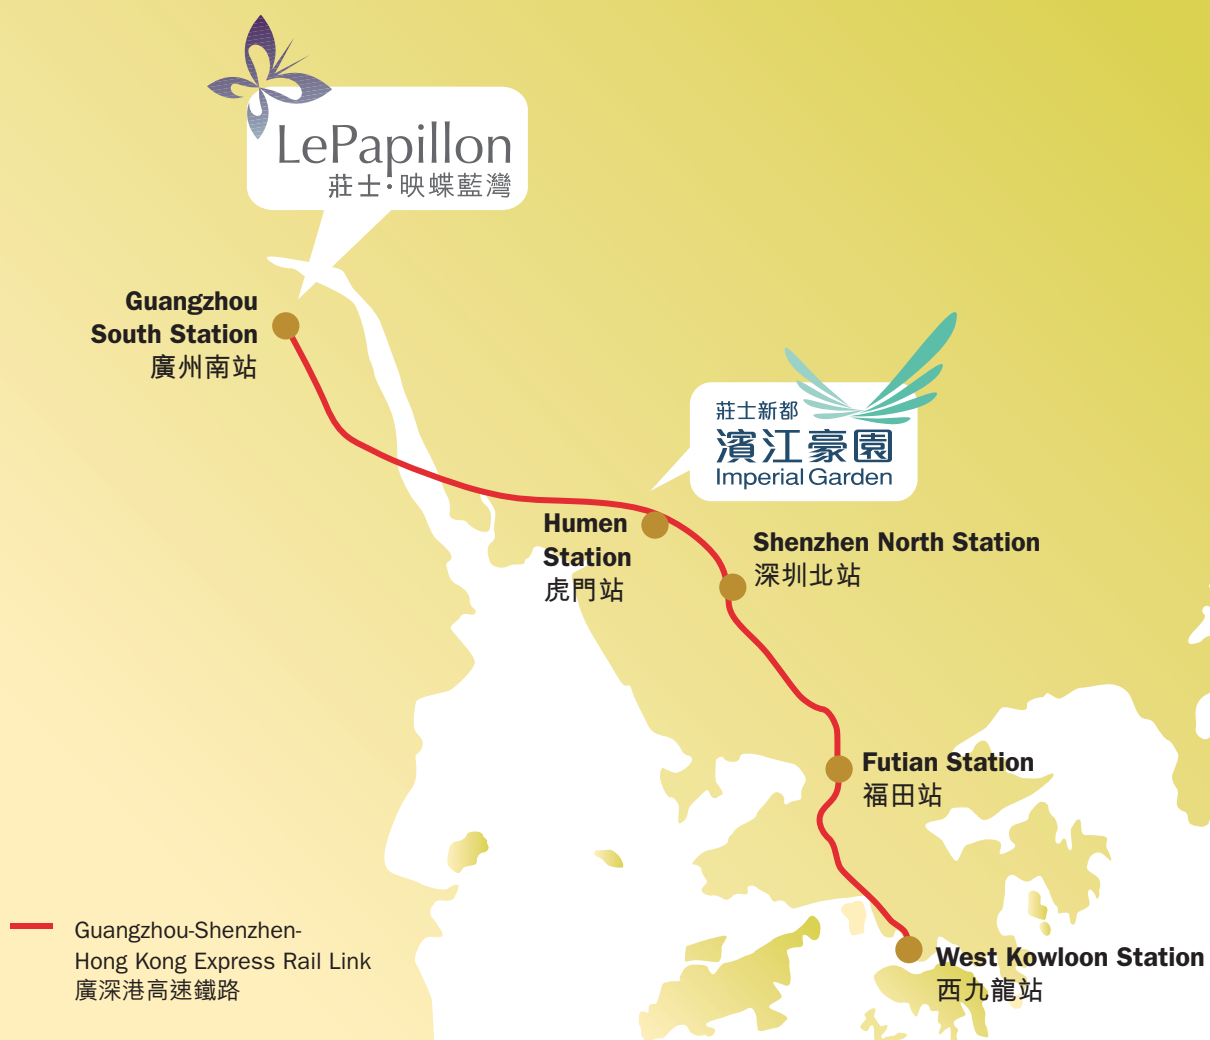 LePapillon
莊士·映蝶藍灣
Guangzhou
South Station
廣州南站
莊士新都
濱江豪園
Imperial Garden
Humen
Station
虎門站
Shenzhen North Station
深圳北站
Futian Station
福田站
Guangzhou-Shenzhen-
Hong Kong Express Rail Link
廣深港高速鐵路
West Kowloon Station
西九龍站